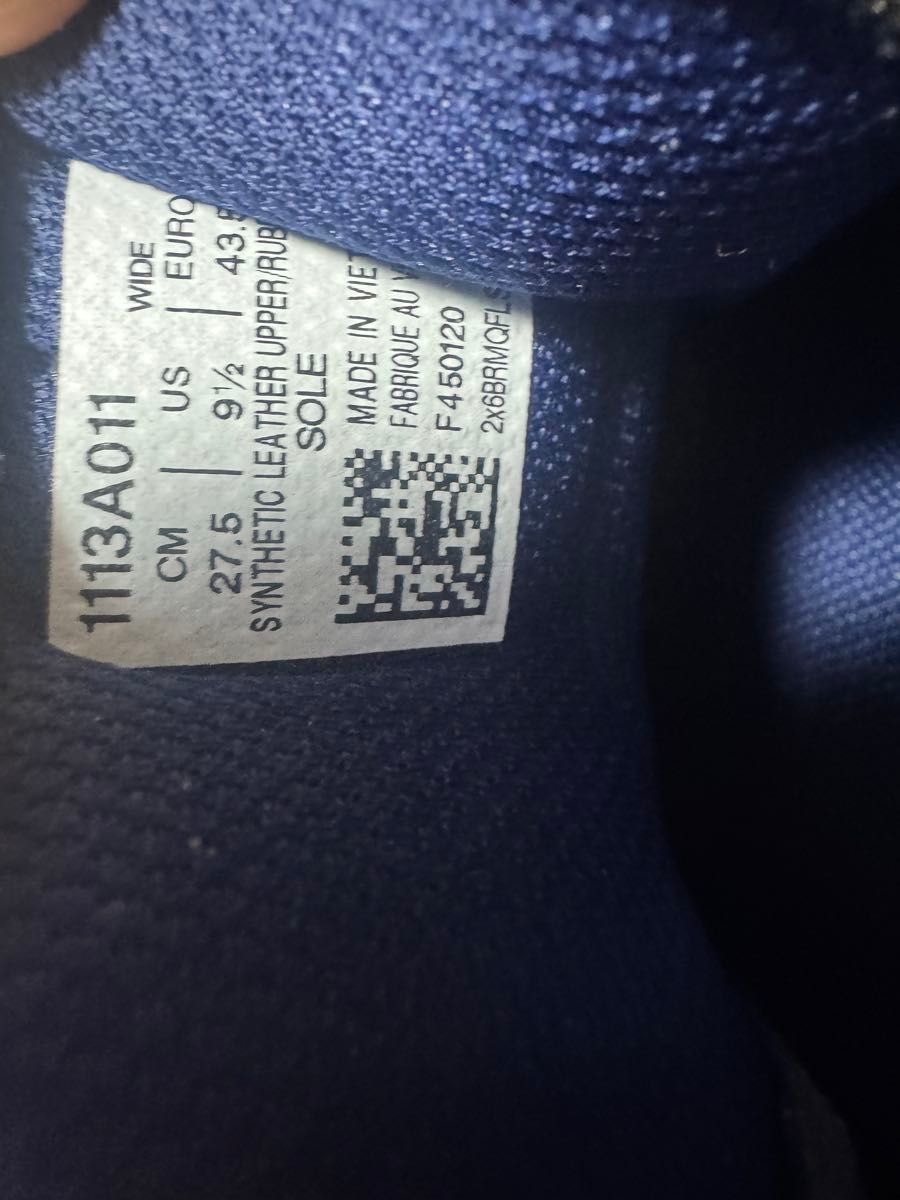 1113A011 WIDE
CM | US | EURO
27.5 | 9½ | 43.5
SYNTHETIC LEATHER UPPER/RUB
SOLE
MADE IN VIET
FABRIQUE AU V
F450120
2X6BRMQFLS